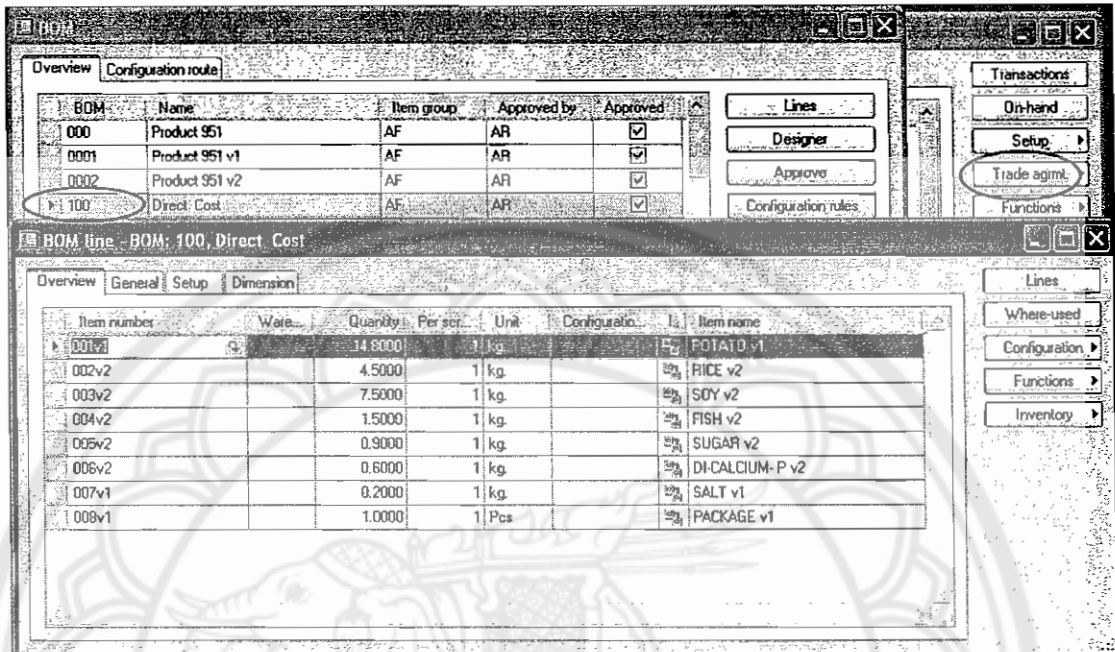 BOM
Overview Configuration route
BOM Name Item group Approved by Approved
000 Product 951 AF AR
0001 Product 951 v1 AF AR
0002 Product 951 v2 AF AR
100 Direct Cost AF AR
Lines
Designer
Approve
Configuration rules
Transactions
On-hand
Setup
Trade agrmt.
Functions
BOM line - BOM: 100, Direct Cost
Overview General Setup Dimension
Item number Ware... Quantity Per ser... Unit Configuratio... I... Item name
001v1 14.8000 1 kg. POTATO v1
002v2 4.5000 1 kg. RICE v2
003v2 7.5000 1 kg. SOY v2
004v2 1.5000 1 kg. FISH v2
005v2 0.9000 1 kg. SUGAR v2
006v2 0.6000 1 kg. DI-CALCIUM- P v2
007v1 0.2000 1 kg. SALT v1
008v1 1.0000 1 Pcs PACKAGE v1
Lines
Where-used
Configuration
Functions
Inventory